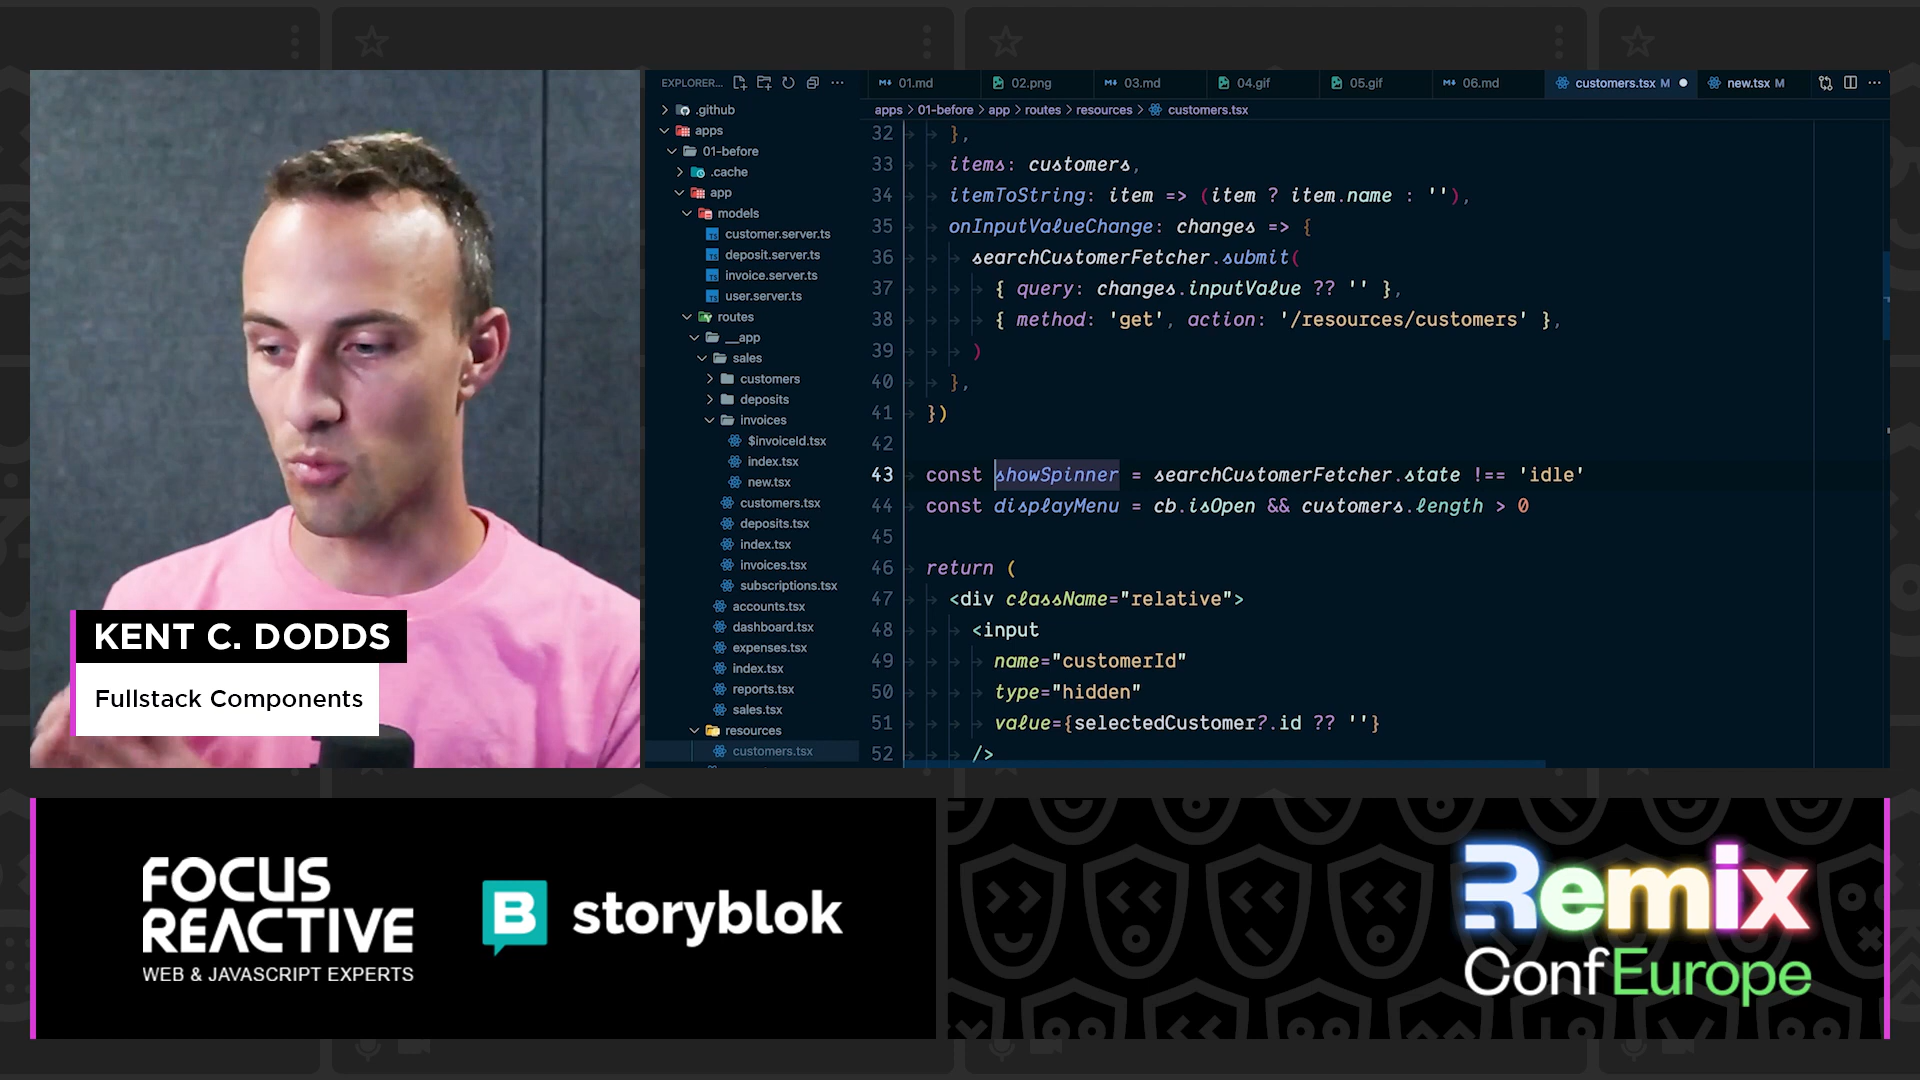 EXPLORER...
01.md
02.png
03.md
04.gif
05.gif
06.md
customers.tsx M
new.tsx M
apps > 01-before > app > routes > resources > customers.tsx
.github
apps
01-before
.cache
app
models
customer.server.ts
deposit.server.ts
invoice.server.ts
user.server.ts
routes
__app
sales
customers
deposits
invoices
$invoiceId.tsx
index.tsx
new.tsx
customers.tsx
deposits.tsx
index.tsx
invoices.tsx
subscriptions.tsx
accounts.tsx
dashboard.tsx
expenses.tsx
index.tsx
reports.tsx
sales.tsx
resources
customers.tsx
32 },
33 items: customers,
34 itemToString: item => (item ? item.name : ''),
35 onInputValueChange: changes => {
36 searchCustomerFetcher.submit(
37 { query: changes.inputValue ?? '' },
38 { method: 'get', action: '/resources/customers' },
39 )
40 },
41 })
42
43 const showSpinner = searchCustomerFetcher.state !== 'idle'
44 const displayMenu = cb.isOpen && customers.length > 0
45
46 return (
47 <div className="relative">
48 <input
49 name="customerId"
50 type="hidden"
51 value={selectedCustomer?.id ?? ''}
52 />
KENT C. DODDS
Fullstack Components
FOCUS
REACTIVE
WEB & JAVASCRIPT EXPERTS
B storyblok
Remix
Conf Europe